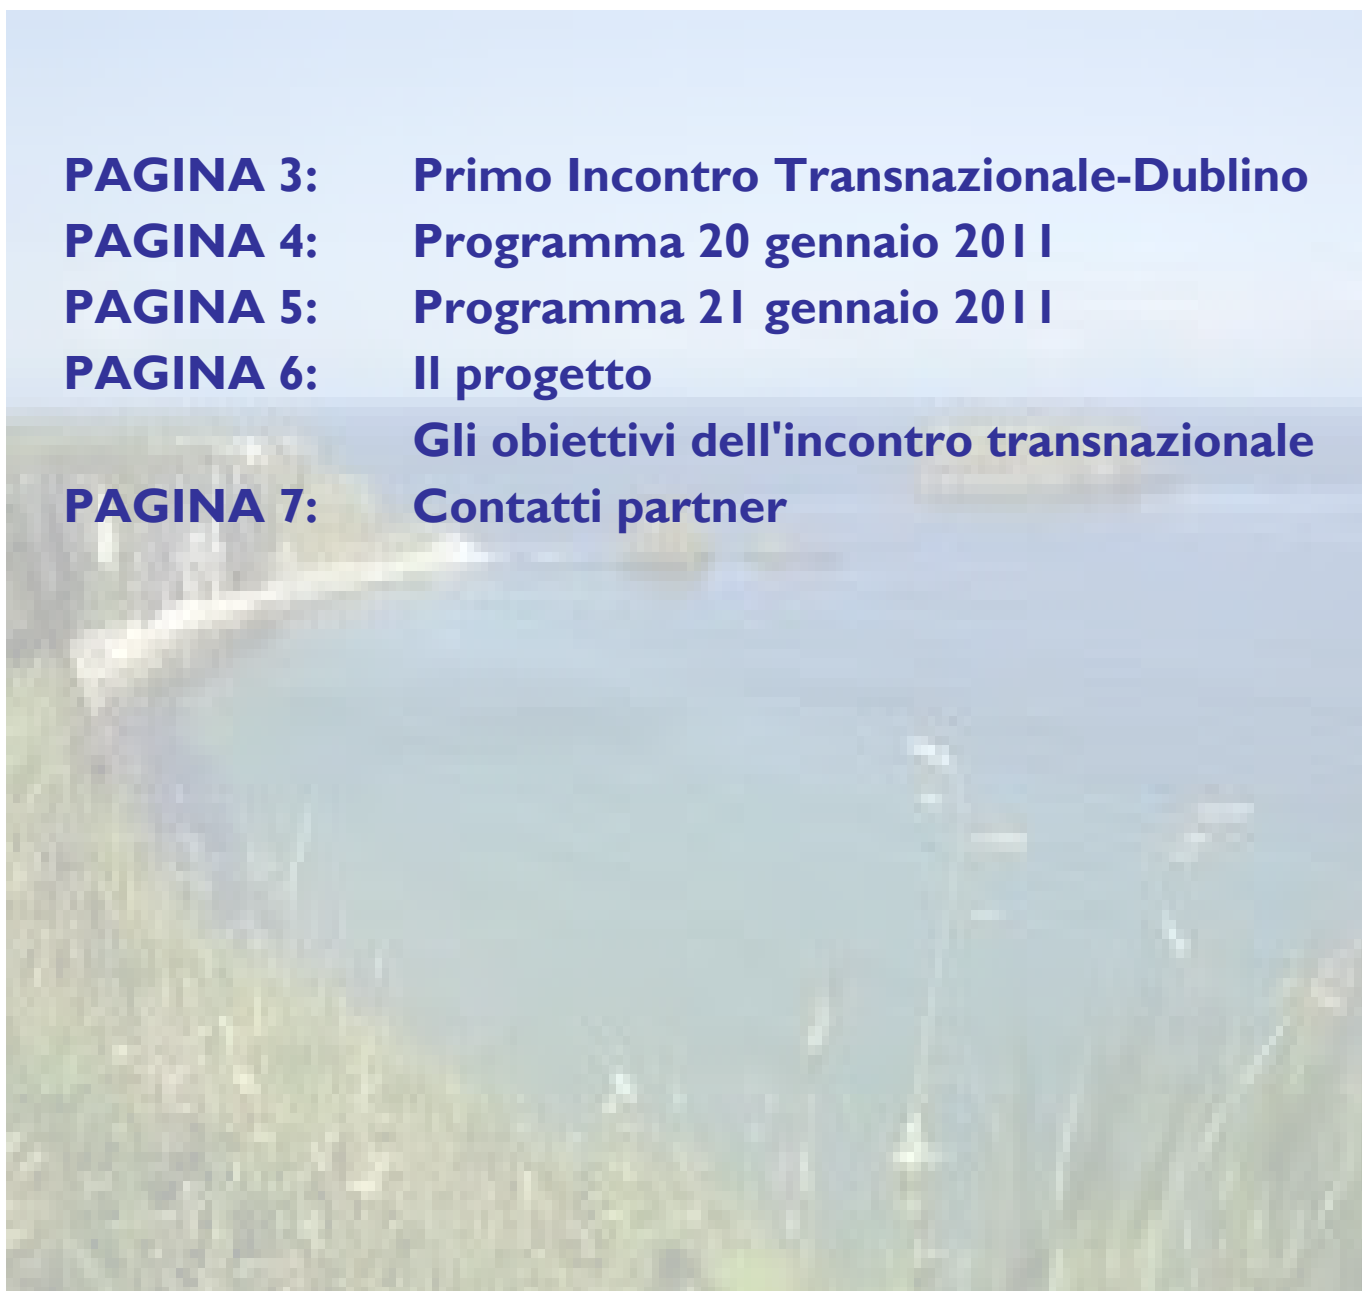 PAGINA 3: Primo Incontro Transnazionale-Dublino
PAGINA 4: Programma 20 gennaio 2011
PAGINA 5: Programma 21 gennaio 2011
PAGINA 6: Il progetto
Gli obiettivi dell'incontro transnazionale
PAGINA 7: Contatti partner